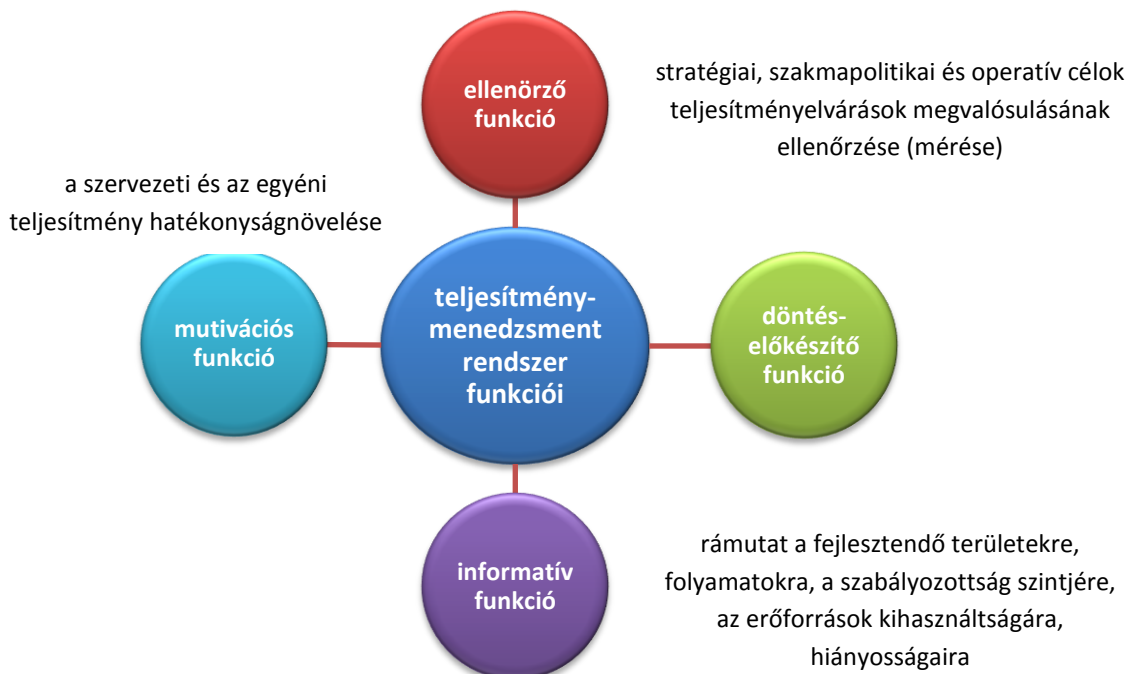 ellenörző
funkció
stratégiai, szakmapolitikai és operatív célok
teljesítményelvárások megvalósulásának
ellenőrzése (mérése)
a szervezeti és az egyéni
teljesítmény hatékonyságnövelése
mutivációs
funkció
teljesítmény-
menedzsment
rendszer
funkciói
döntés-
előkészítő
funkció
informatív
funkció
rámutat a fejlesztendő területekre,
folyamatokra, a szabályozottság szintjére,
az erőforrások kihasználtságára,
hiányosságaira